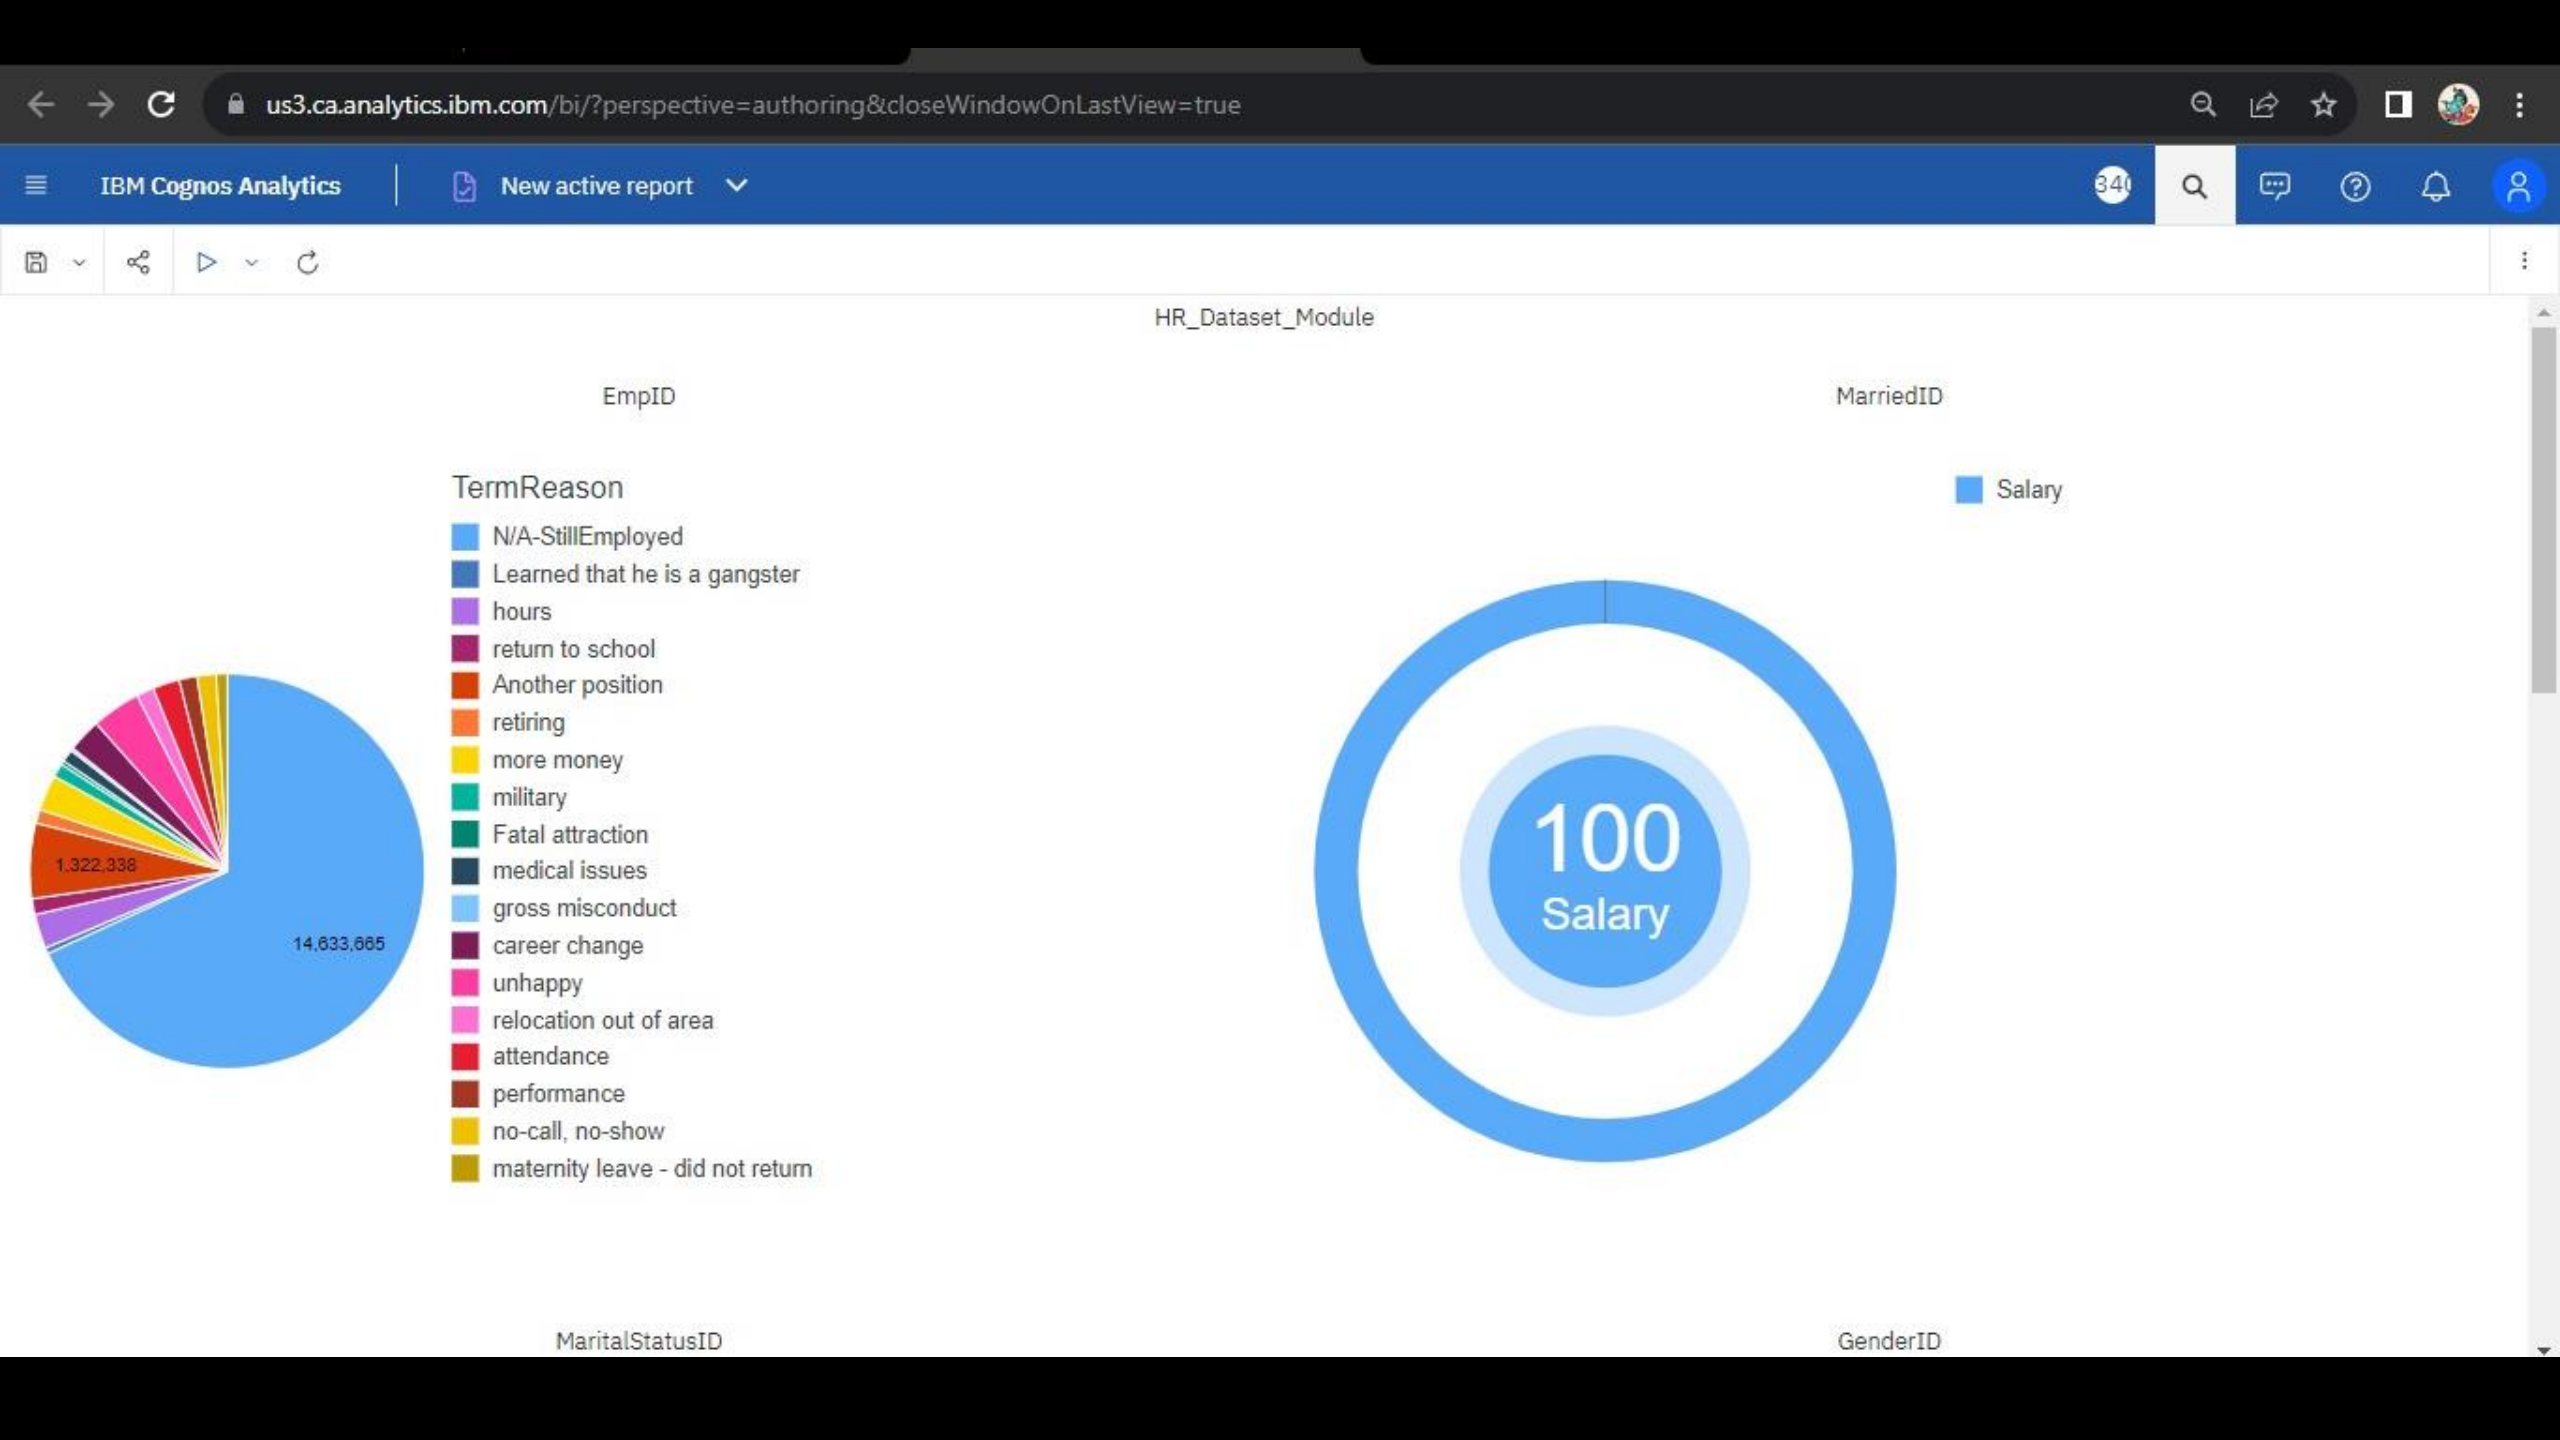 us3.ca.analytics.ibm.com/bi/?perspective=authoring&closeWindowOnLastView=true
IBM Cognos Analytics
New active report
HR_Dataset_Module
EmpID
MarriedID
TermReason
N/A-StillEmployed
Learned that he is a gangster
hours
return to school
Another position
retiring
more money
military
Fatal attraction
medical issues
gross misconduct
career change
unhappy
relocation out of area
attendance
performance
no-call, no-show
maternity leave - did not return
1,322,338
14,633,665
Salary
100
Salary
MaritalStatusID
GenderID